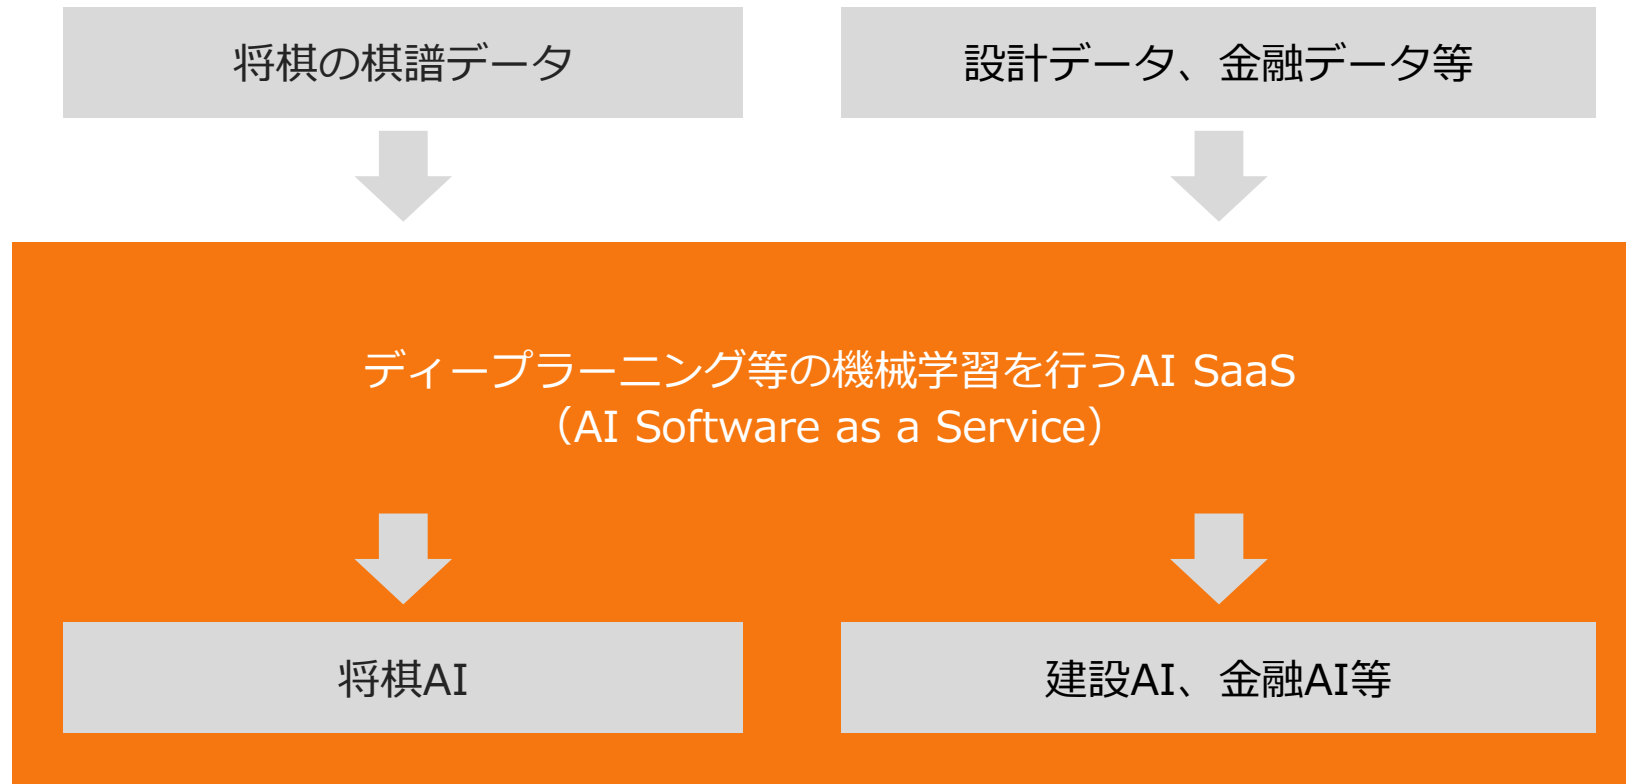 将棋の棋譜データ
設計データ、金融データ等
ディープラーニング等の機械学習を行うAI SaaS
（AI Software as a Service）
将棋AI
建設AI、金融AI等